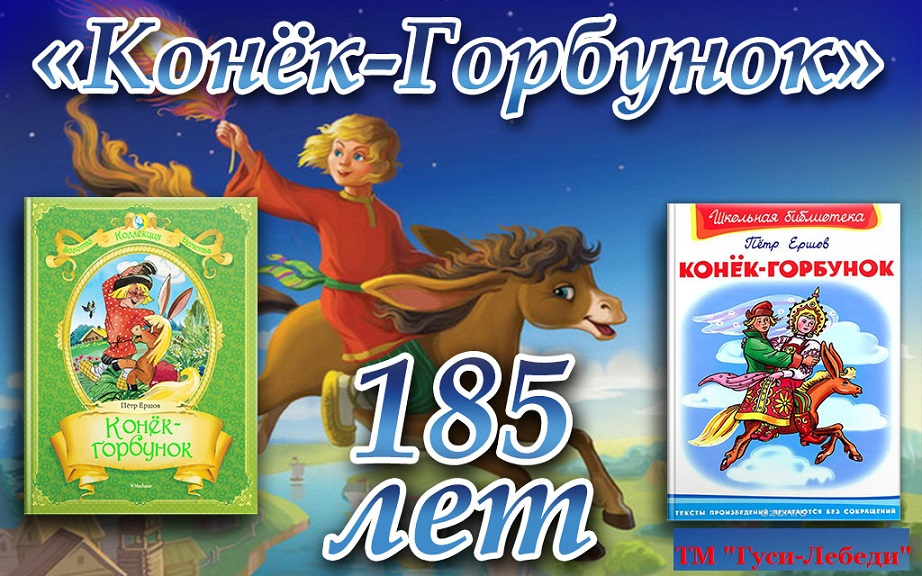 «Конёк-Горбунок»
Золотая Коллекция Детства
Пётр Ершов
Конёк-
горбунок
Machaon
Школьная библиотека
Пётр Ершов
КОНЁК-ГОРБУНОК
185
лет
ТЕКСТЫ ПРОИЗВЕДЕНИЙ ПЕЧАТАЮТСЯ БЕЗ СОКРАЩЕНИЙ
ТМ "Гуси-Лебеди"